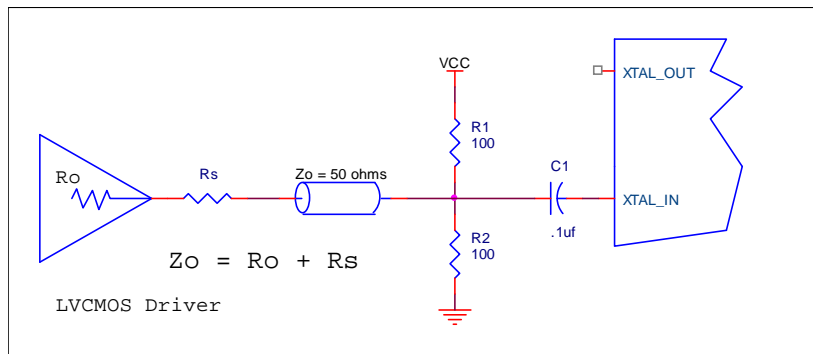 VCC
XTAL_OUT
R1
100
C1
Ro
Rs
Zo = 50 ohms
XTAL_IN
.1uf
R2
100
Zo = Ro + Rs
LVCMOS Driver